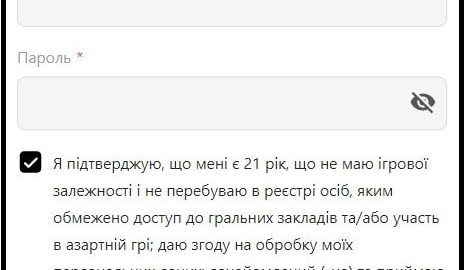 Пароль *
Я підтверджую, що мені є 21 рік, що не маю ігрової
залежності і не перебуваю в реєстрі осіб, яким
обмежено доступ до гральних закладів та/або участь
в азартній грі; даю згоду на обробку моїх